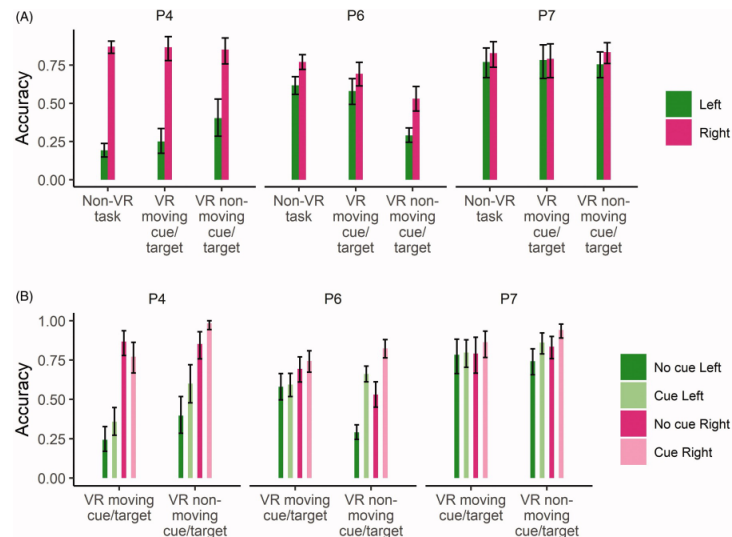 (A)
P4
P6
P7
Accuracy
0.75
0.50
0.25
0.00
Non-VR
task
VR
moving
cue/
target
VR non-
moving
cue/
target
Non-VR
task
VR
moving
cue/
target
VR non-
moving
cue/
target
Non-VR
task
VR
moving
cue/
target
VR non-
moving
cue/
target
Left
Right
(B)
P4
P6
P7
Accuracy
1.00
0.75
0.50
0.25
0.00
VR moving
cue/target
VR non-
moving
cue/target
VR moving
cue/target
VR non-
moving
cue/target
VR moving
cue/target
VR non-
moving
cue/target
No cue Left
Cue Left
No cue Right
Cue Right